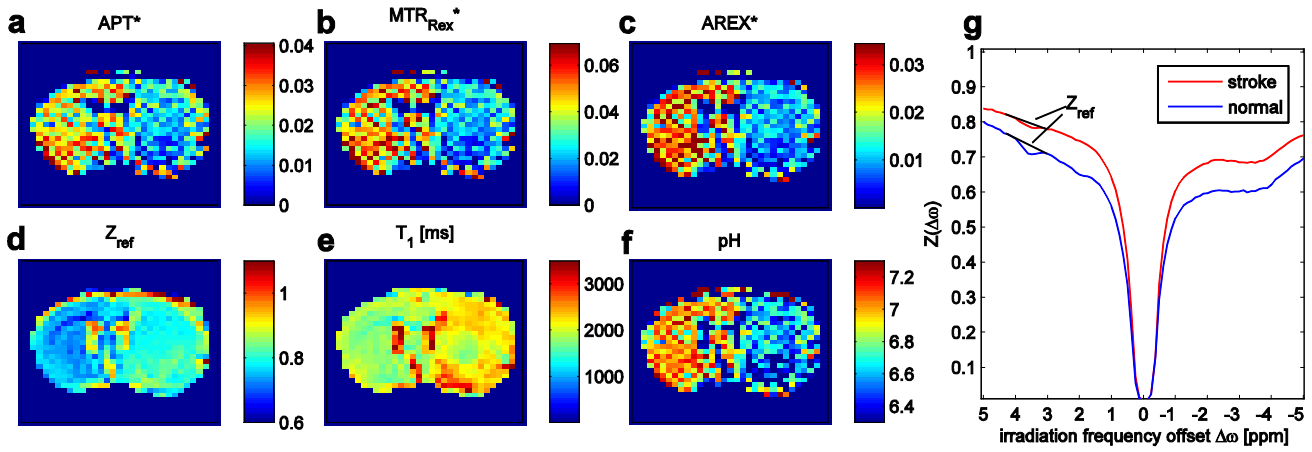 a
APT*
0.04
0.03
0.02
0.01
0
b
MTR_Rex*
0.06
0.04
0.02
0
c
AREX*
0.03
0.02
0.01
d
Z_ref
1
0.8
0.6
e
T_1 [ms]
3000
2000
1000
f
pH
7.2
7
6.8
6.6
6.4
g
1
0.9
0.8
0.7
0.6
0.5
0.4
0.3
0.2
0.1
Z(Δω)
Z_ref
stroke
normal
5 4 3 2 1 0 -1 -2 -3 -4 -5
irradiation frequency offset Δω [ppm]